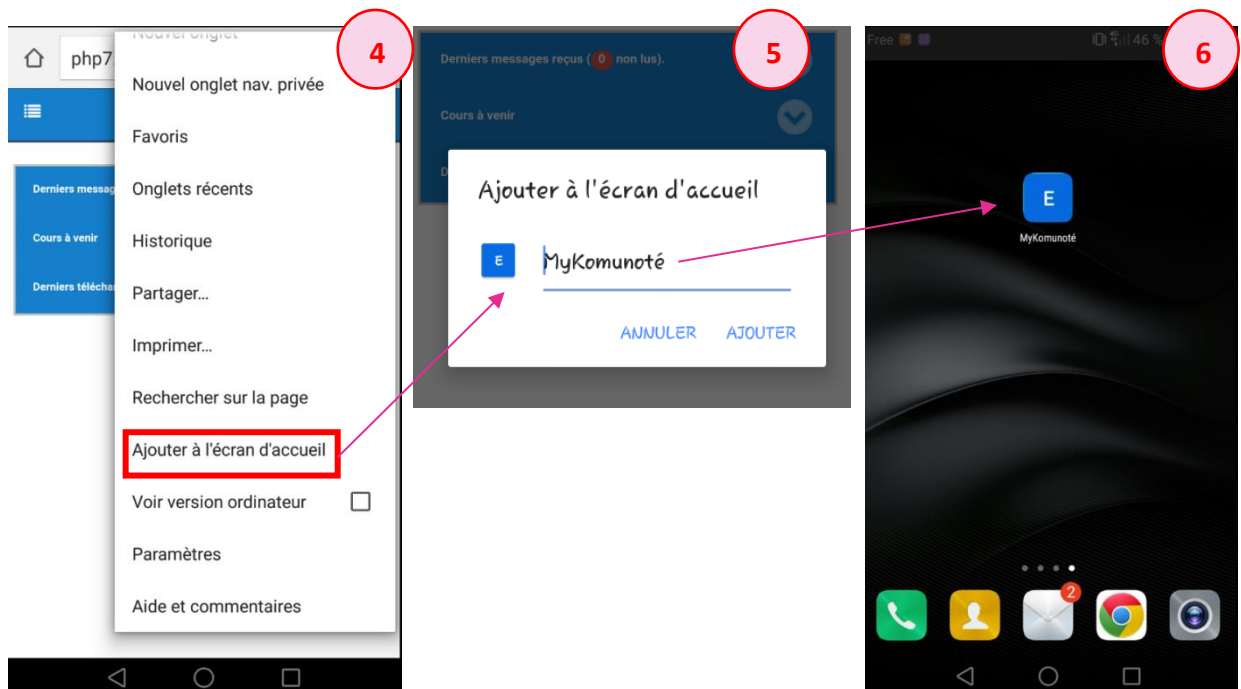 4
php7.
Nouvel onglet
Nouvel onglet nav. privée
Favoris
Onglets récents
Historique
Partager...
Imprimer...
Rechercher sur la page
Ajouter à l'écran d'accueil
Voir version ordinateur
Paramètres
Aide et commentaires
Derniers messag
Cours à venir
Derniers télécha
5
Derniers messages reçus ( 0 non lus).
Cours à venir
D
Ajouter à l'écran d'accueil
E
MyKomunoté
ANNULER AJOUTER
6
Free 46 %
E
MyKomunoté
2